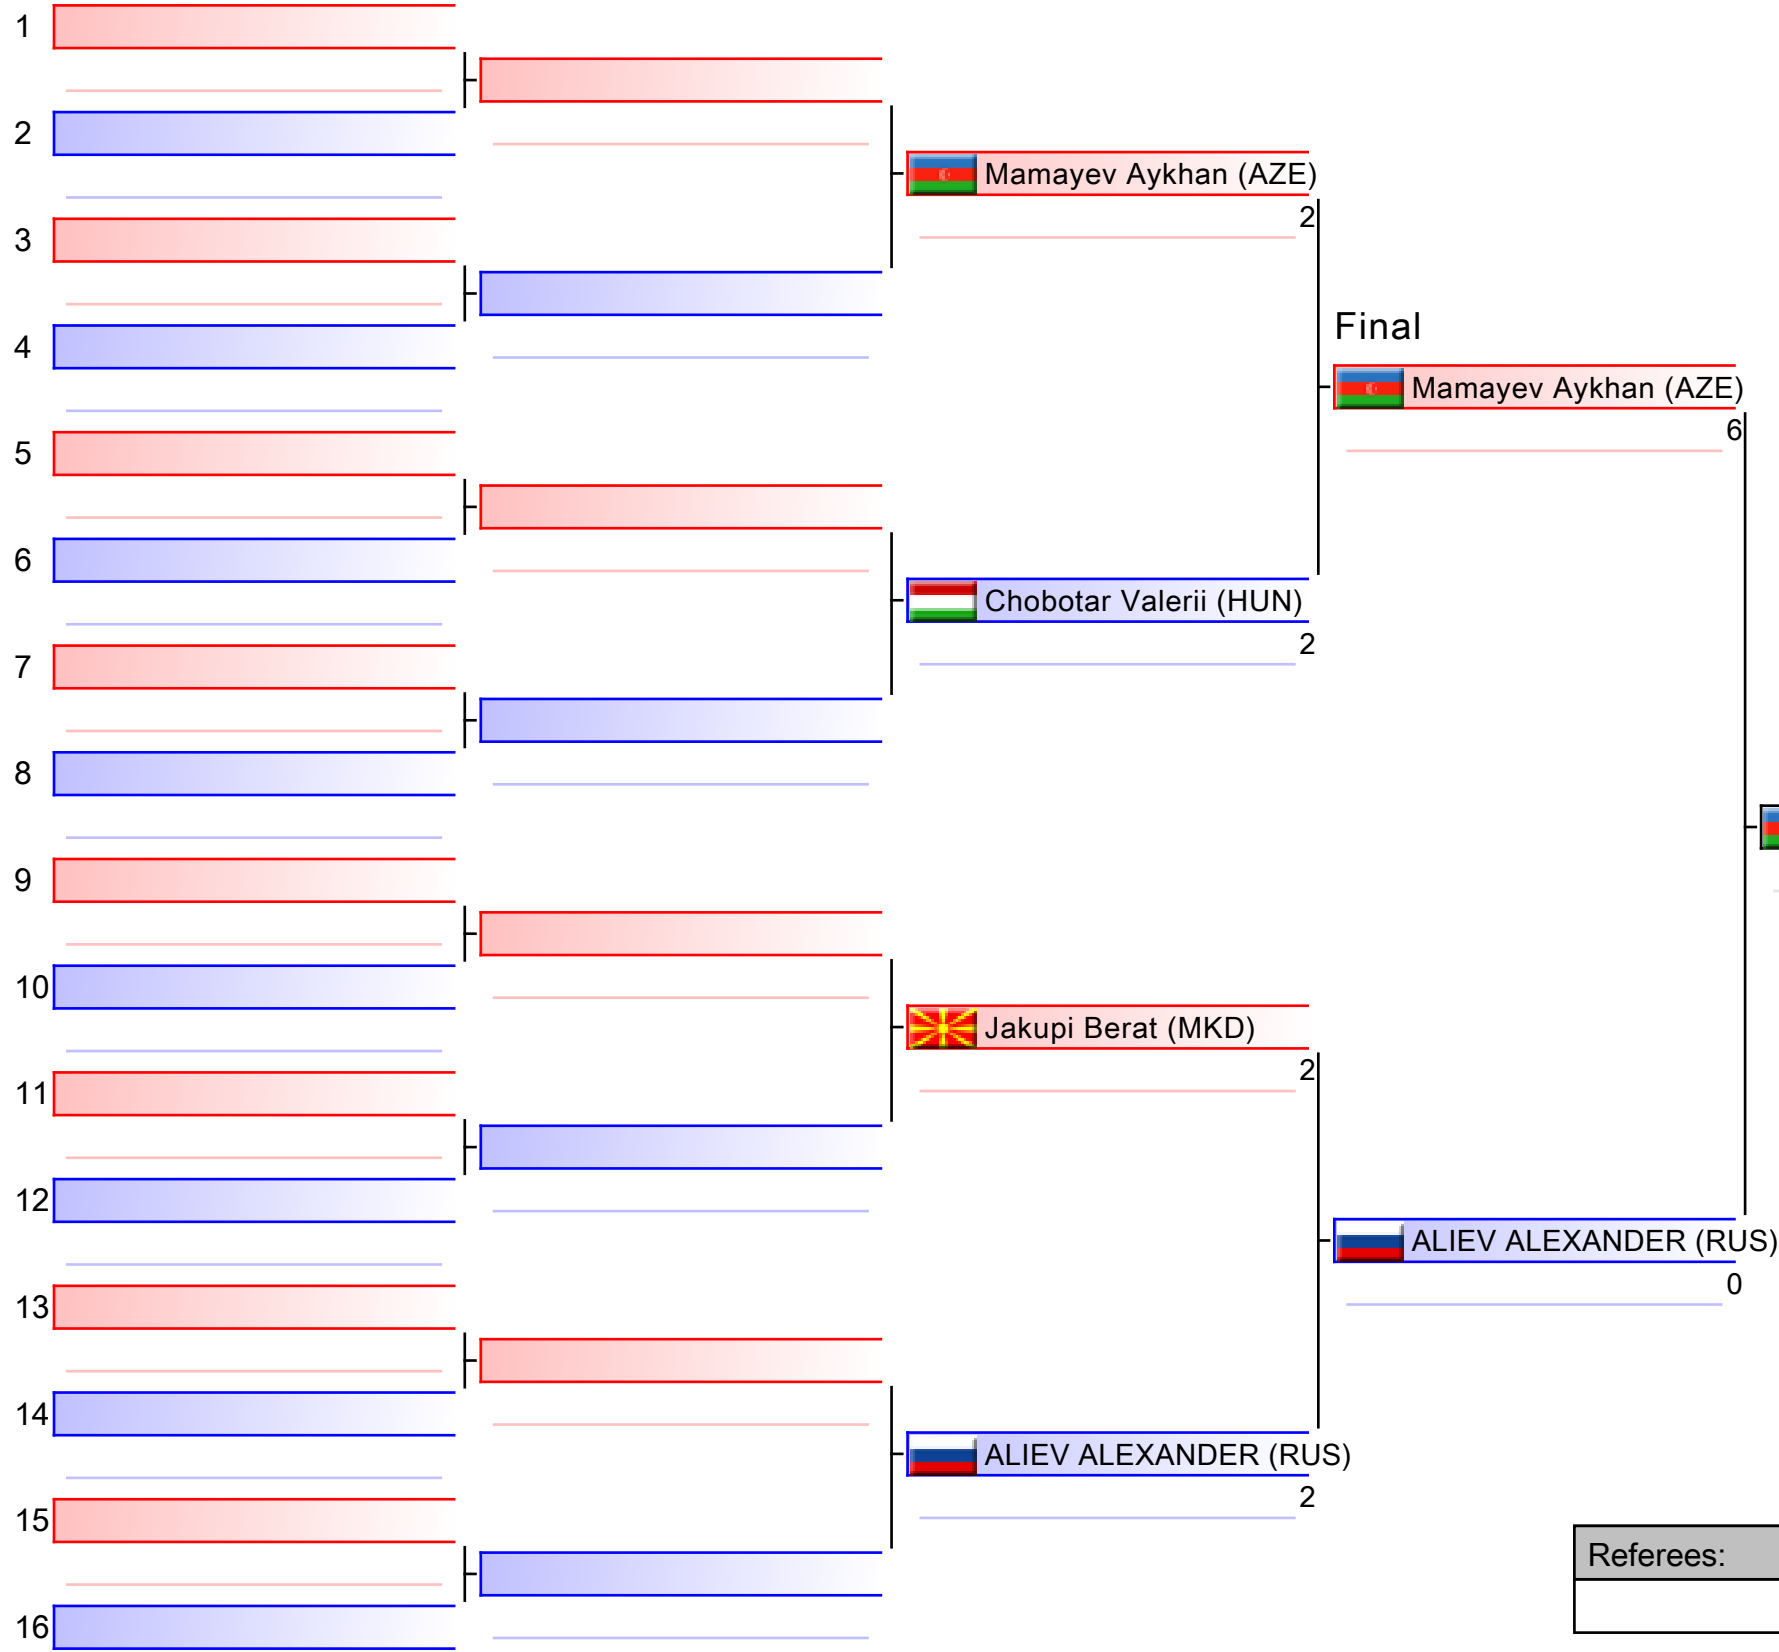 1
2
Mamayev Aykhan (AZE)
2
3
Final
4
Mamayev Aykhan (AZE)
6
5
6
Chobotar Valerii (HUN)
2
7
8
9
10
Jakupi Berat (MKD)
2
11
12
ALIEV ALEXANDER (RUS)
0
13
14
ALIEV ALEXANDER (RUS)
2
15
Referees:
16